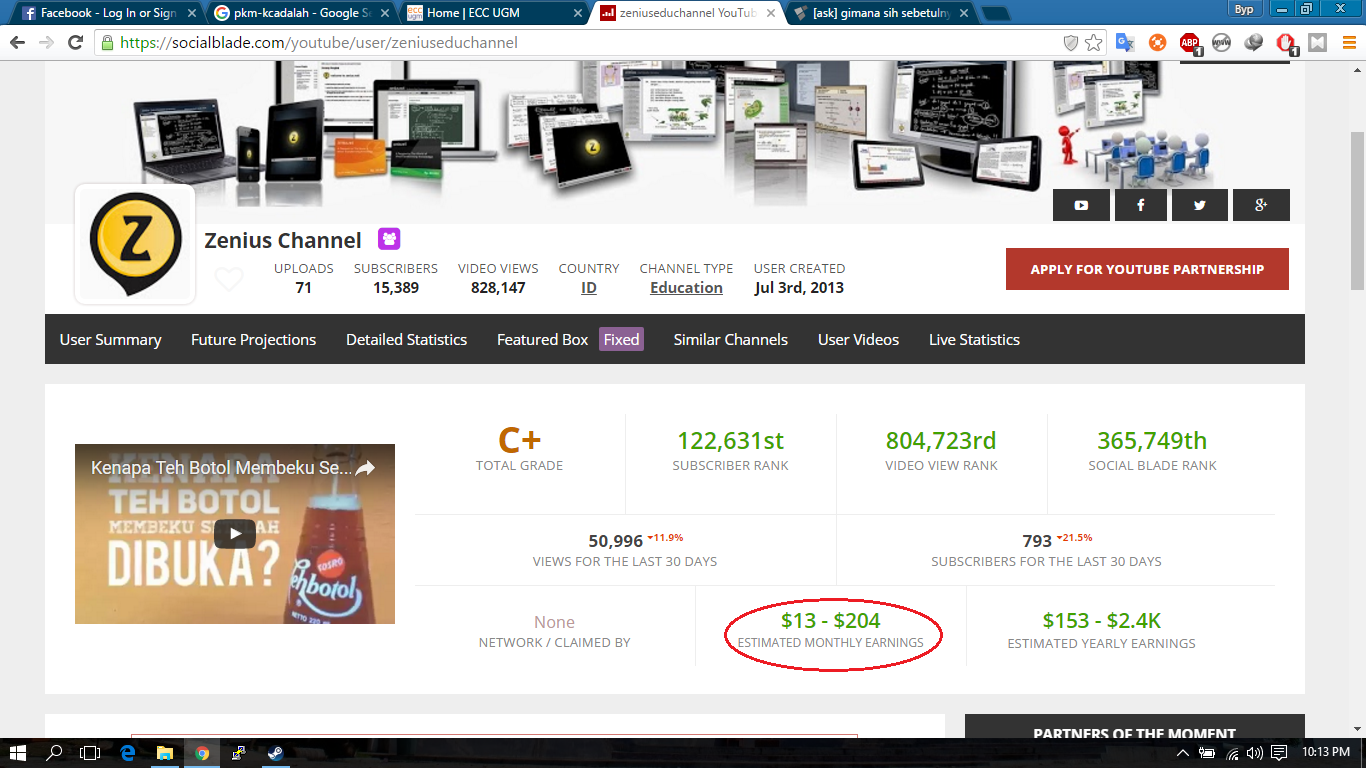 Facebook - Log In or Sign
pkm-kcadalah - Google Se
Home | ECC UGM
zeniuseduchannel YouTub
[ask] gimana sih sebetulny
Byp
https://socialblade.com/youtube/user/zeniuseduchannel
Zenius Channel
UPLOADS SUBSCRIBERS VIDEO VIEWS COUNTRY CHANNEL TYPE USER CREATED
71 15,389 828,147 ID Education Jul 3rd, 2013
APPLY FOR YOUTUBE PARTNERSHIP
User Summary Future Projections Detailed Statistics Featured Box Fixed Similar Channels User Videos Live Statistics
Kenapa Teh Botol Membeku Se...
KENAPA
TEH BOTOL
MEMBEKU SETELAH
DIBUKA?
SOSRO
Tehbotol
C+ 122,631st 804,723rd 365,749th
TOTAL GRADE SUBSCRIBER RANK VIDEO VIEW RANK SOCIAL BLADE RANK
50,996 11.9% 793 21.5%
VIEWS FOR THE LAST 30 DAYS SUBSCRIBERS FOR THE LAST 30 DAYS
None $13 - $204 $153 - $2.4K
NETWORK / CLAIMED BY ESTIMATED MONTHLY EARNINGS ESTIMATED YEARLY EARNINGS
PARTNERS OF THE MOMENT
10:13 PM